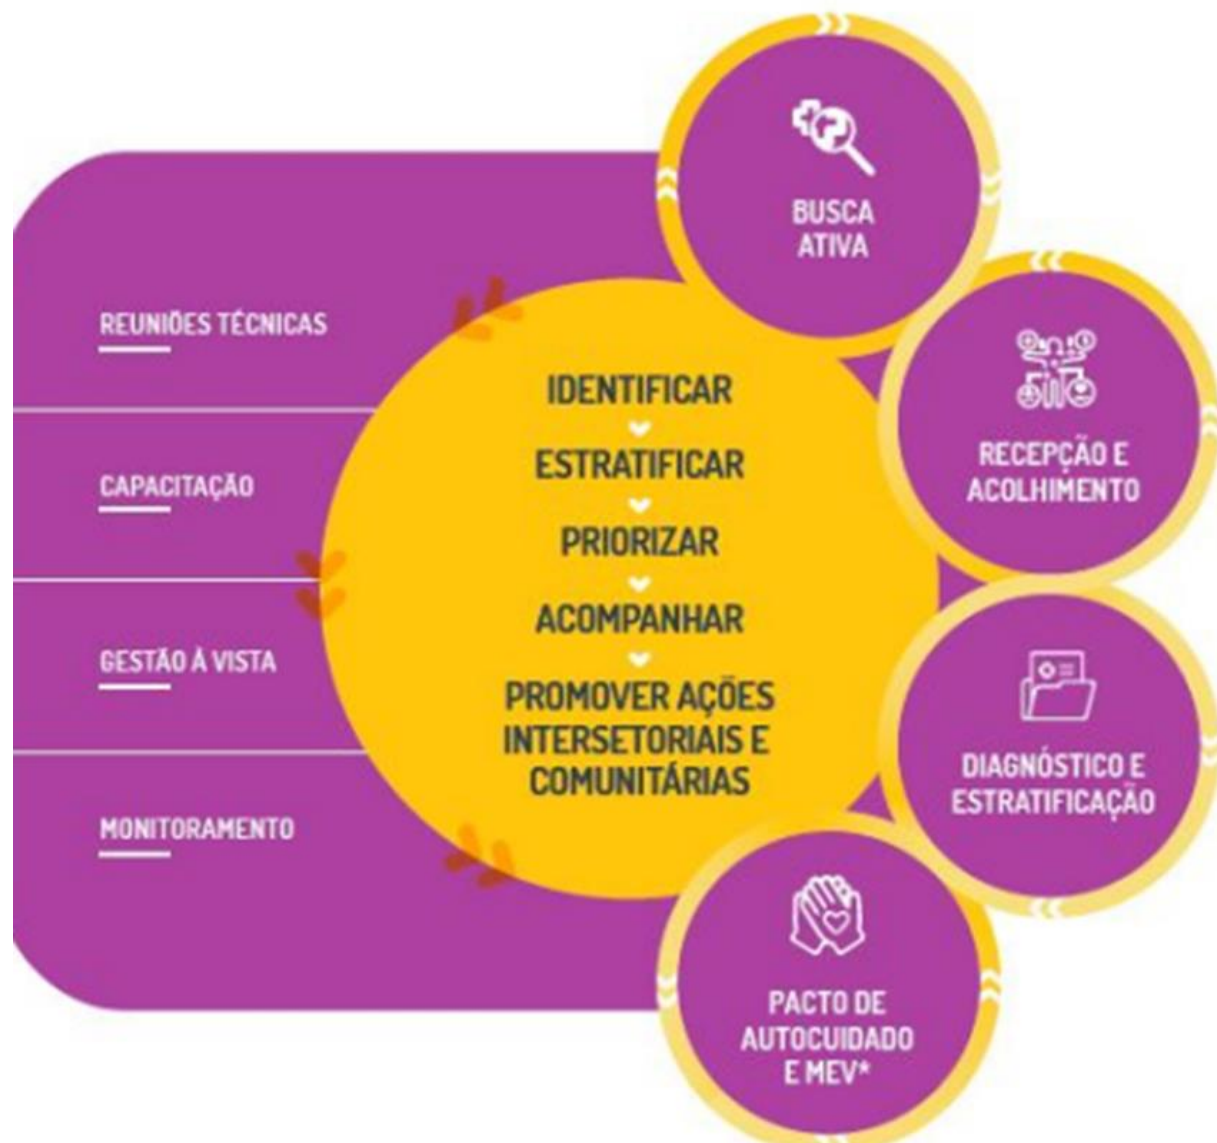 REUNIÕES TÉCNICAS
CAPACITAÇÃO
GESTÃO À VISTA
MONITORAMENTO
IDENTIFICAR
ESTRATIFICAR
PRIORIZAR
ACOMPANHAR
PROMOVER AÇÕES
INTERSETORIAIS E
COMUNITÁRIAS
BUSCA
ATIVA
RECEPÇÃO E
ACOLHIMENTO
DIAGNÓSTICO E
ESTRATIFICAÇÃO
PACTO DE
AUTOCUIDADO
E MEV*